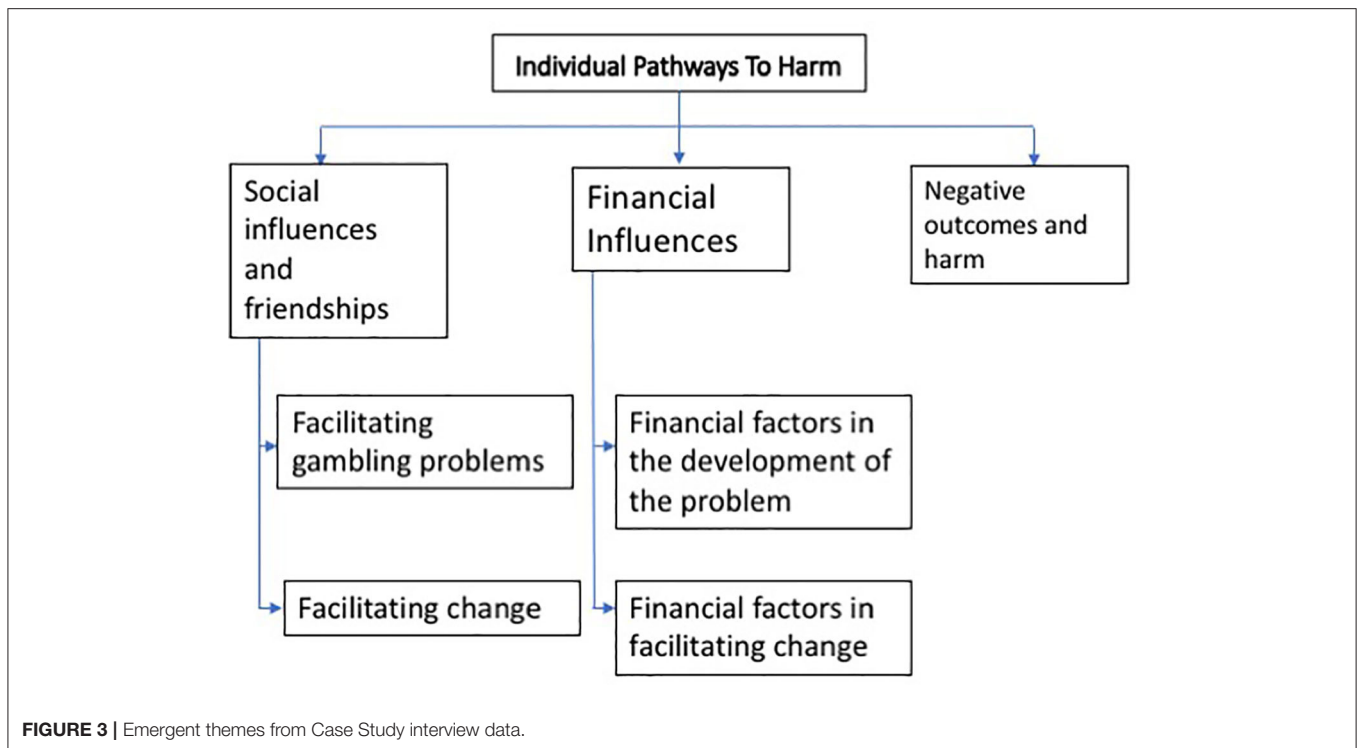 Individual Pathways To Harm
Social
influences
and
friendships
Financial
Influences
Negative
outcomes and
harm
Facilitating
gambling problems
Financial factors in
the development of
the problem
Facilitating change
Financial factors in
facilitating change
FIGURE 3 | Emergent themes from Case Study interview data.